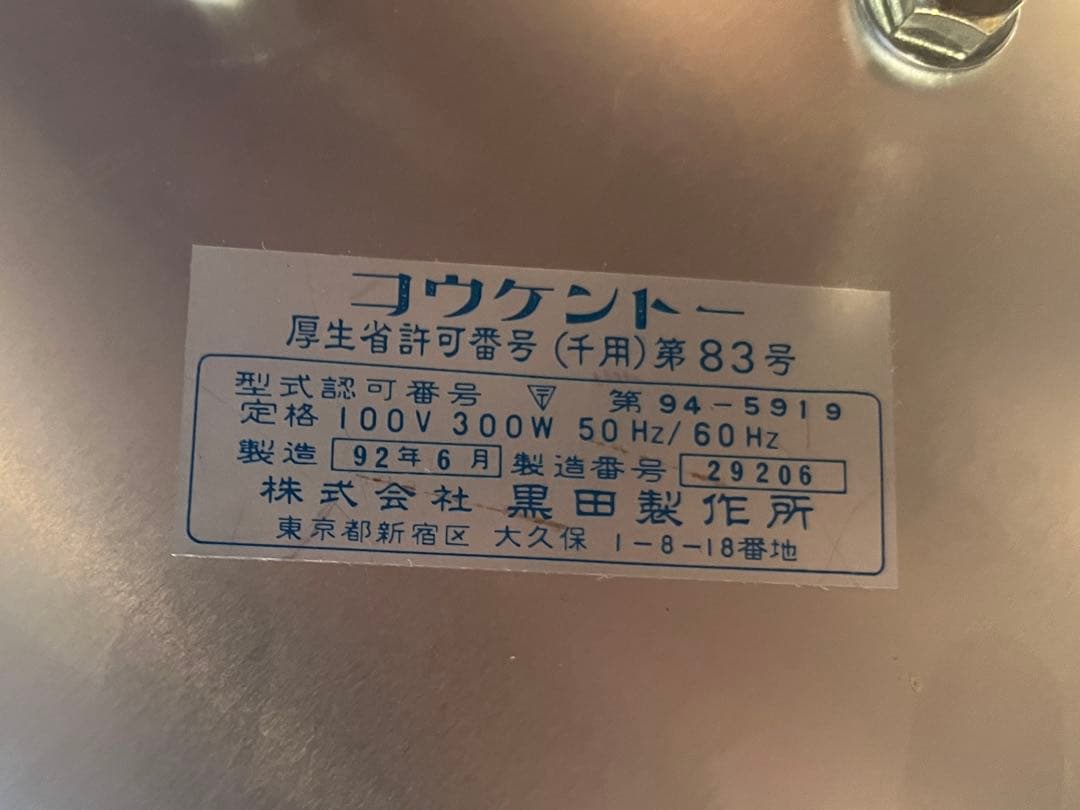 コウケントー
厚生省許可番号(千用)第83号
型式認可番号 〒 第94-5919
定格 100V 300W 50Hz/60Hz
製造 92年6月 製造番号 29206
株式会社 黒田製作所
東京都新宿区 大久保 1-8-18番地